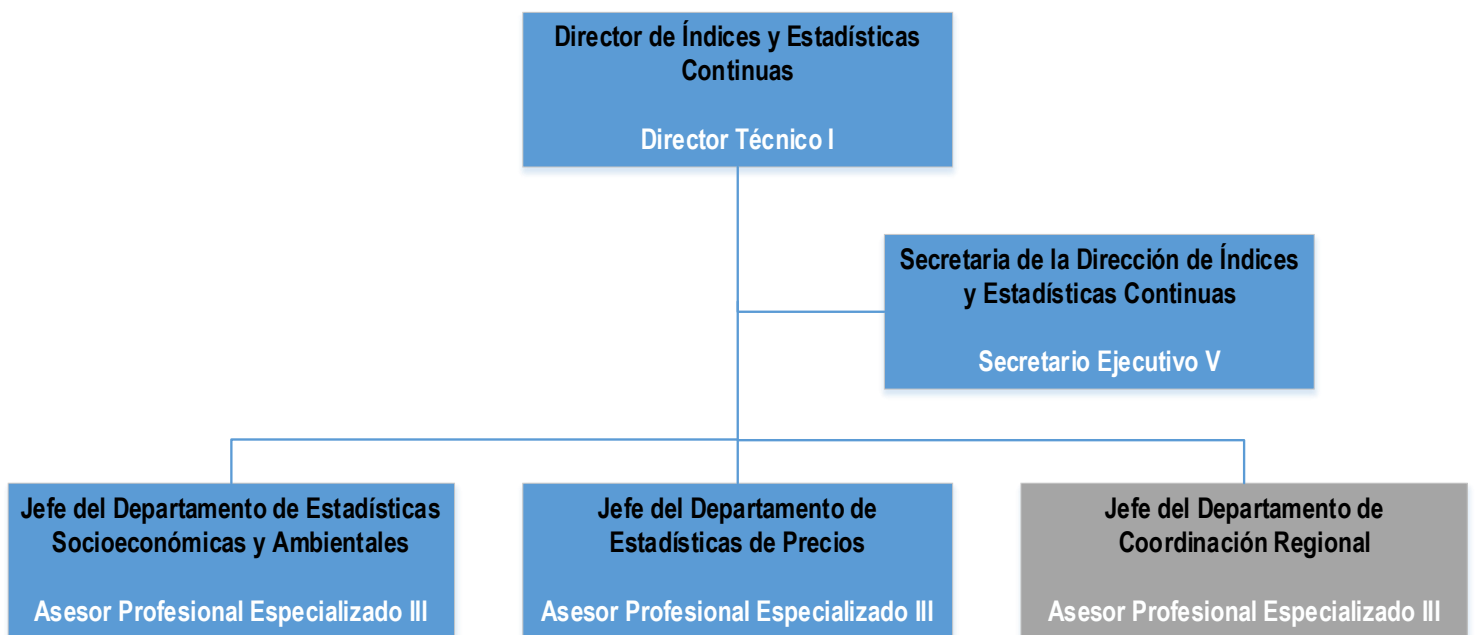 Director de Índices y Estadísticas
Continuas
Director Técnico I
Secretaria de la Dirección de Índices
y Estadísticas Continuas
Secretario Ejecutivo V
Jefe del Departamento de Estadísticas
Socioeconómicas y Ambientales
Asesor Profesional Especializado III
Jefe del Departamento de
Estadísticas de Precios
Asesor Profesional Especializado III
Jefe del Departamento de
Coordinación Regional
Asesor Profesional Especializado III